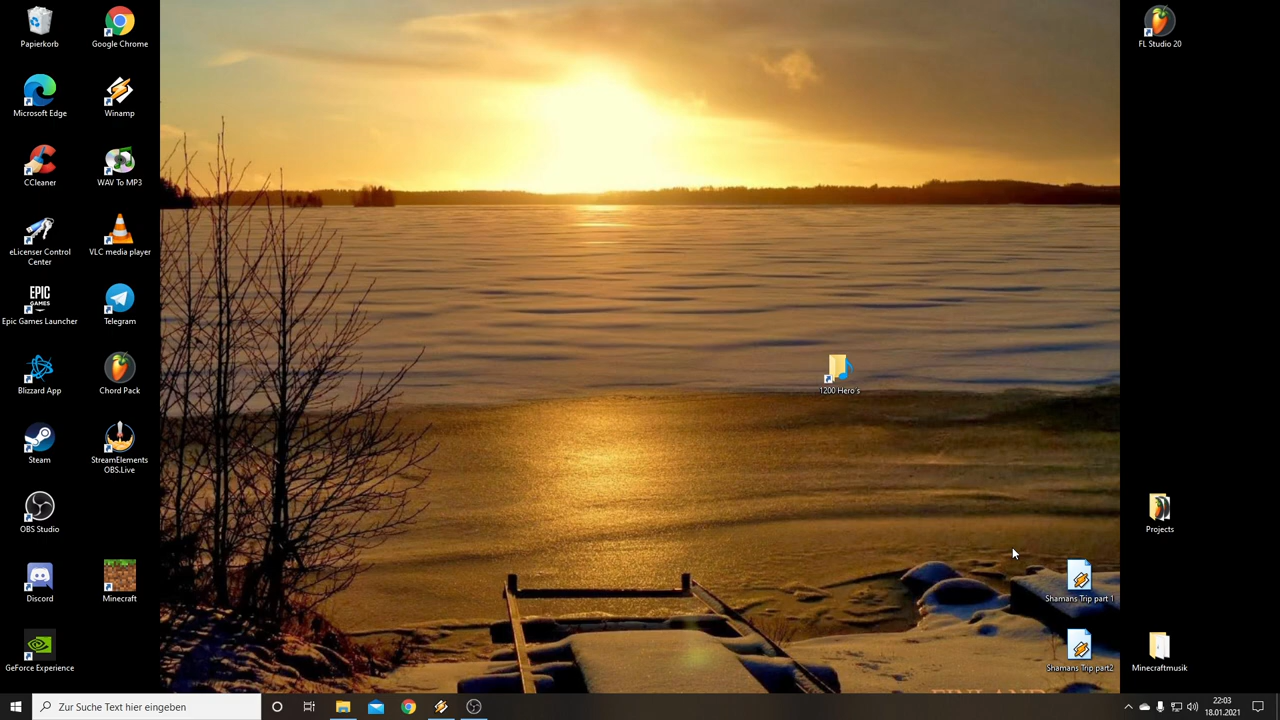 Papierkorb
Google Chrome
FL Studio 20
Microsoft Edge
Winamp
CCleaner
WAV To MP3
eLicenser Control
Center
VLC media player
EPIC
GAMES
Epic Games Launcher
Telegram
Blizzard App
Chord Pack
1200 Hero´s
Steam
StreamElements
OBS.Live
OBS Studio
Projects
Discord
Minecraft
Shamans Trip part 1
GeForce Experience
Shamans Trip part2
Minecraftmusik
FINLAND
Zur Suche Text hier eingeben
22:03
18.01.2021